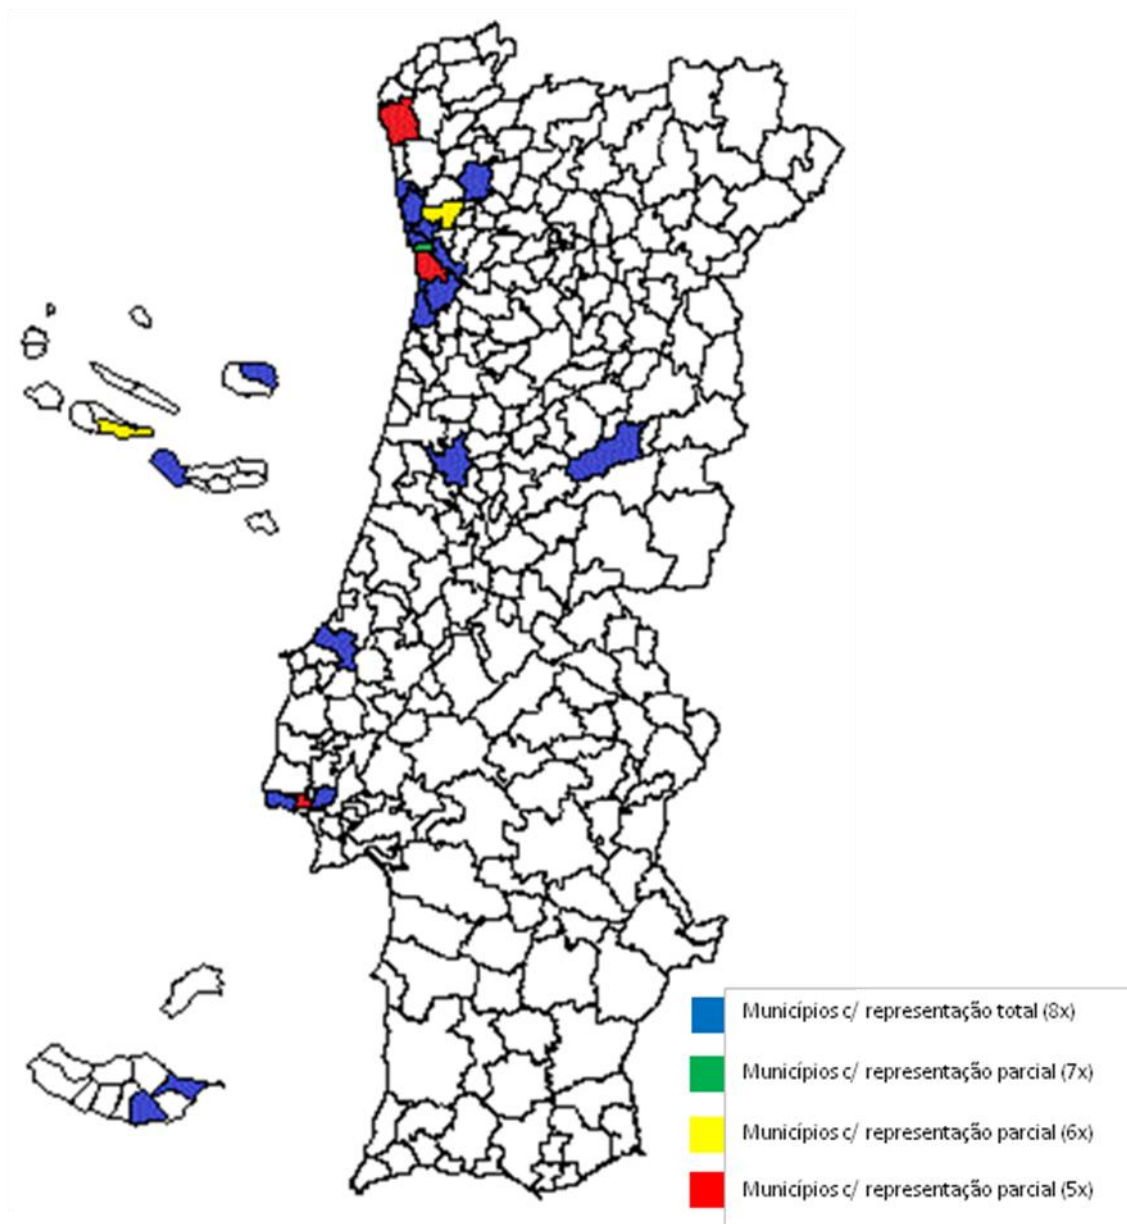 Municípios c/ representação total (8x)
Municípios c/ representação parcial (7x)
Municípios c/ representação parcial (6x)
Municípios c/ representação parcial (5x)